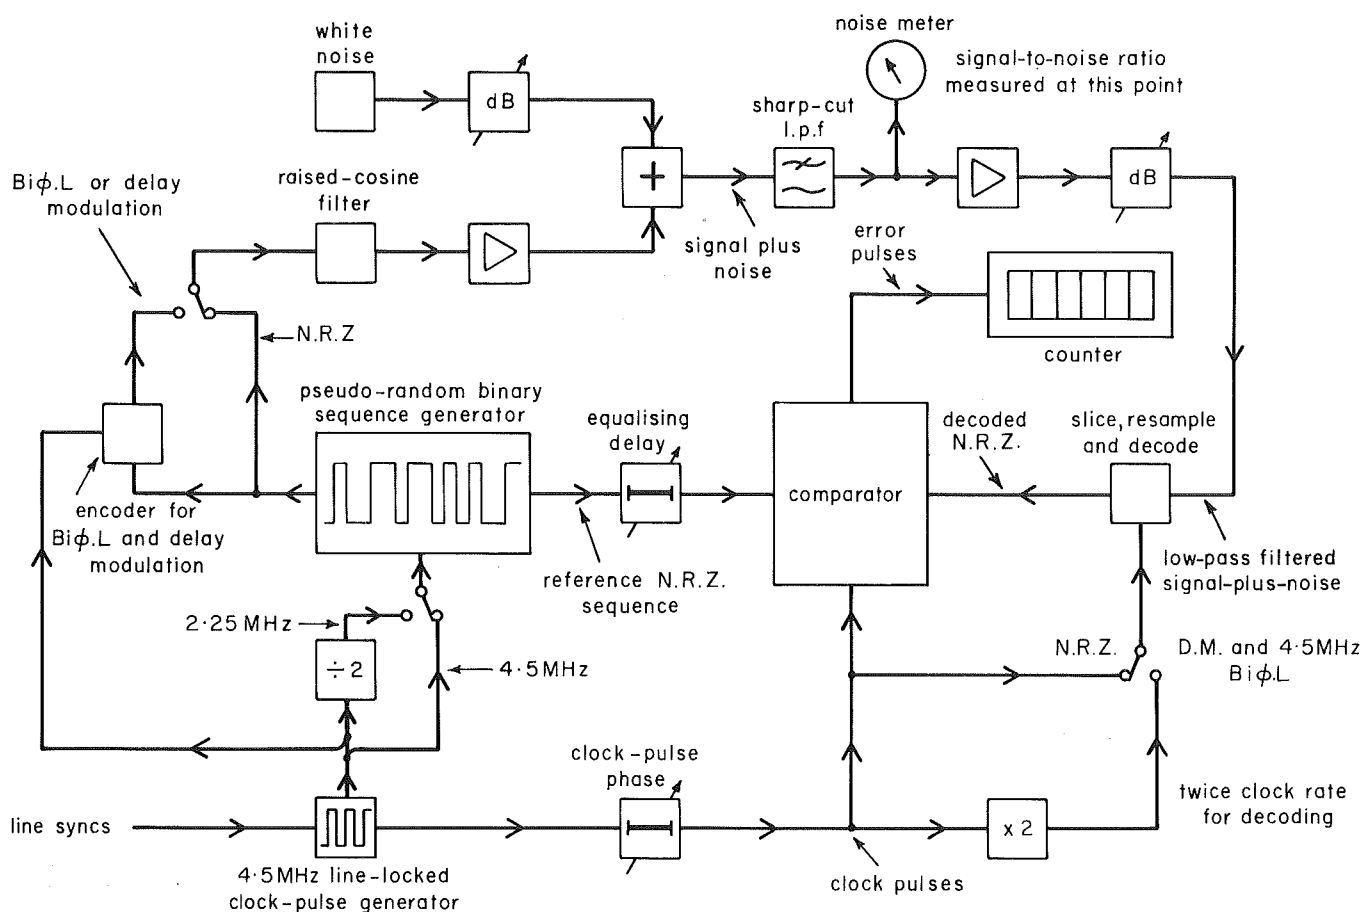 white
noise
dB
noise meter
signal-to-noise ratio
measured at this point
sharp-cut
l.p.f
+
dB
Biϕ.L or delay
modulation
raised-cosine
filter
signal plus
noise
error
pulses
counter
N.R.Z
pseudo-random binary
sequence generator
equalising
delay
comparator
decoded
N.R.Z.
slice, resample
and decode
encoder for
Biϕ.L and delay
modulation
reference N.R.Z.
sequence
low-pass filtered
signal-plus-noise
2·25 MHz
÷2
4·5MHz
N.R.Z.
D.M. and 4·5MHz
Biϕ.L
clock-pulse
phase
line syncs
x 2
twice clock rate
for decoding
4·5MHz line-locked
clock-pulse generator
clock pulses